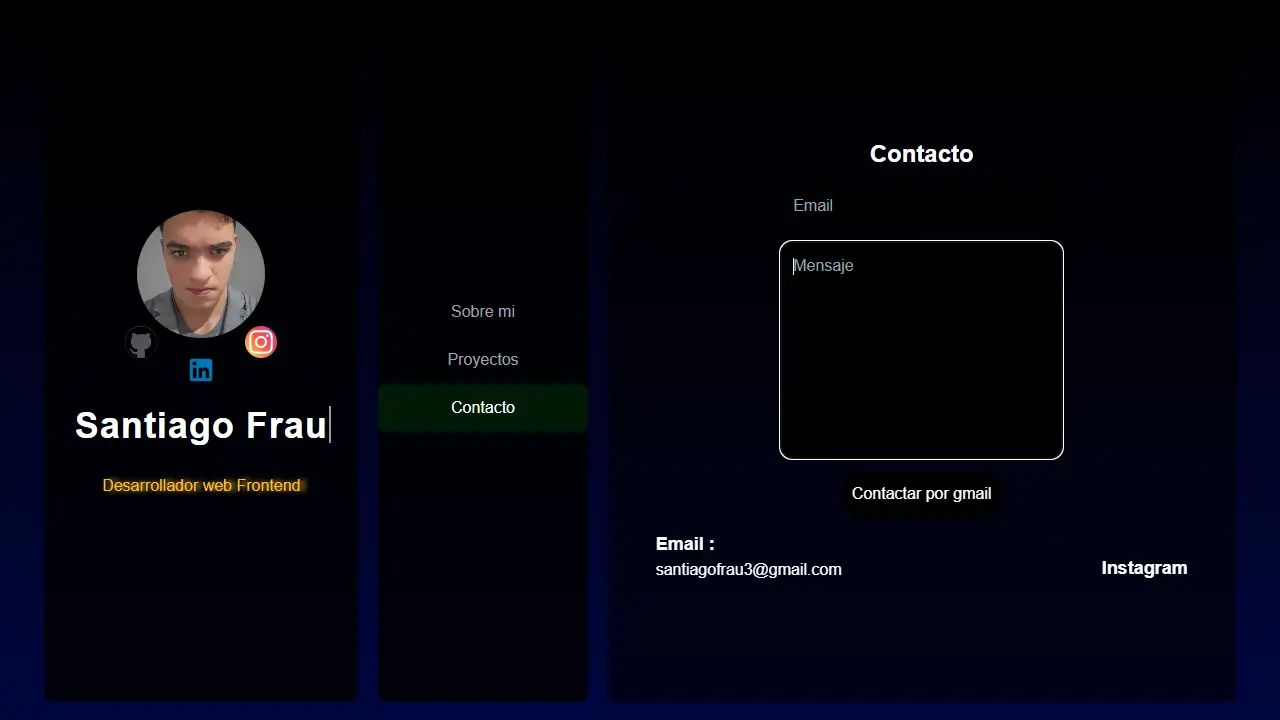 Santiago Frau
Desarrollador web Frontend
Sobre mi
Proyectos
Contacto
Contacto
Email
Mensaje
Contactar por gmail
Email :
santiagofrau3@gmail.com
Instagram